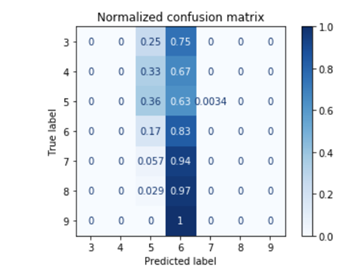 Normalized confusion matrix
3 0 0 0.25 0.75 0 0 0
4 0 0 0.33 0.67 0 0 0
5 0 0 0.36 0.63 0.0034 0 0
6 0 0 0.17 0.83 0 0 0
7 0 0 0.057 0.94 0 0 0
8 0 0 0.029 0.97 0 0 0
9 0 0 0 1 0 0 0
3 4 5 6 7 8 9
Predicted label
True label
1.0
0.8
0.6
0.4
0.2
0.0